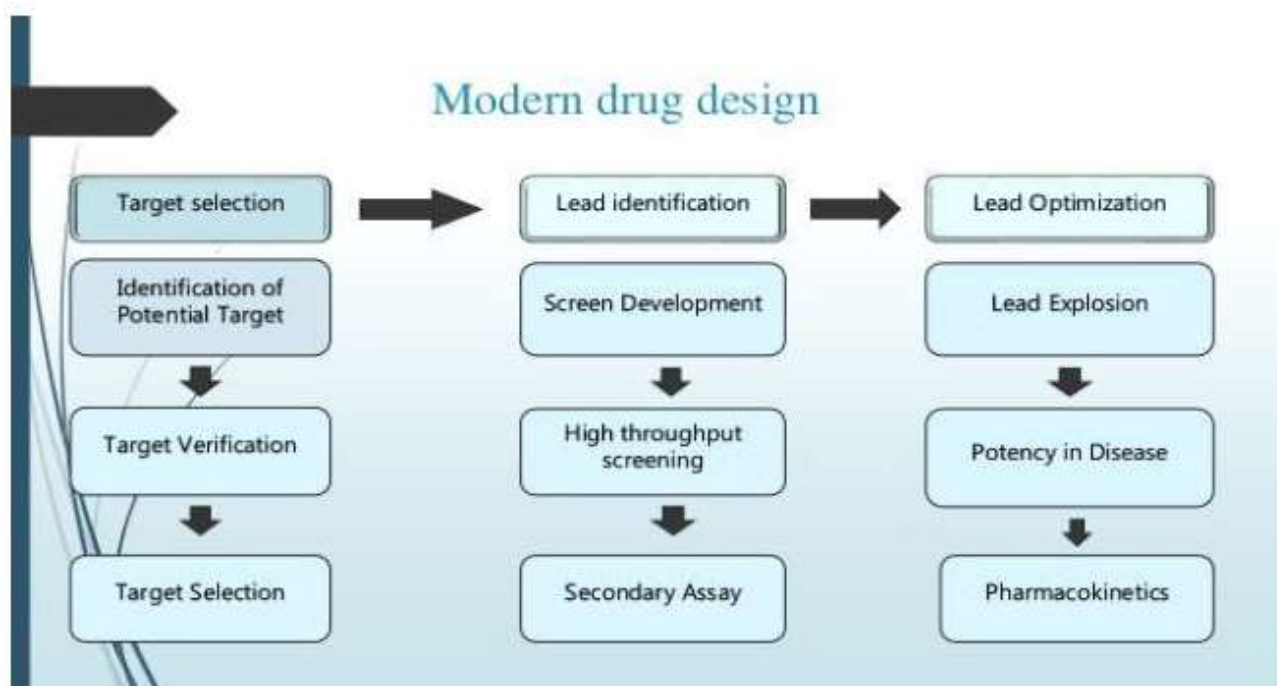 Modern drug design
Target selection
Lead identification
Lead Optimization
Identification of
Potential Target
Screen Development
Lead Explosion
Target Verification
High throughput
screening
Potency in Disease
Target Selection
Secondary Assay
Pharmacokinetics